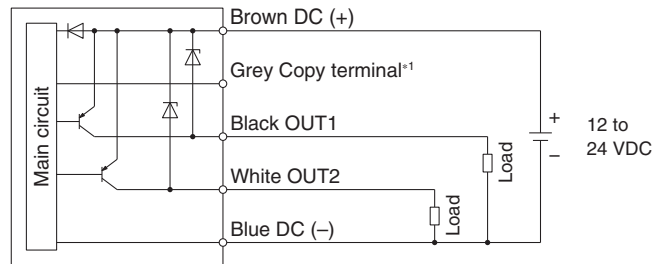 Brown DC (+)
Grey Copy terminal*1
Main circuit
Black OUT1
+
12 to
24 VDC
–
Load
White OUT2
Load
Blue DC (–)